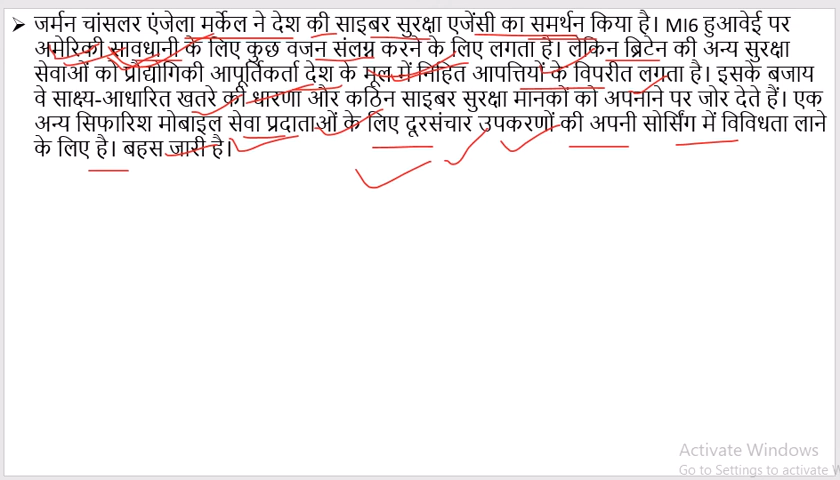 ➤ जर्मन चांसलर एंजेला मर्केल ने देश की साइबर सुरक्षा एजेंसी का समर्थन किया है। MI6 हुआवेई पर
अमेरिकी सावधानी के लिए कुछ वजन संलग्न करने के लिए लगता है। लेकिन ब्रिटेन की अन्य सुरक्षा
सेवाओं को प्रौद्योगिकी आपूर्तिकर्ता देश के मूल में निहित आपत्तियों के विपरीत लगता है। इसके बजाय
वे साक्ष्य-आधारित खतरे की धारणा और कठिन साइबर सुरक्षा मानकों को अपनाने पर जोर देते हैं। एक
अन्य सिफारिश मोबाइल सेवा प्रदाताओं के लिए दूरसंचार उपकरणों की अपनी सोर्सिंग में विविधता लाने
के लिए है। बहस जारी है।
Activate Windows
Go to Settings to activate W